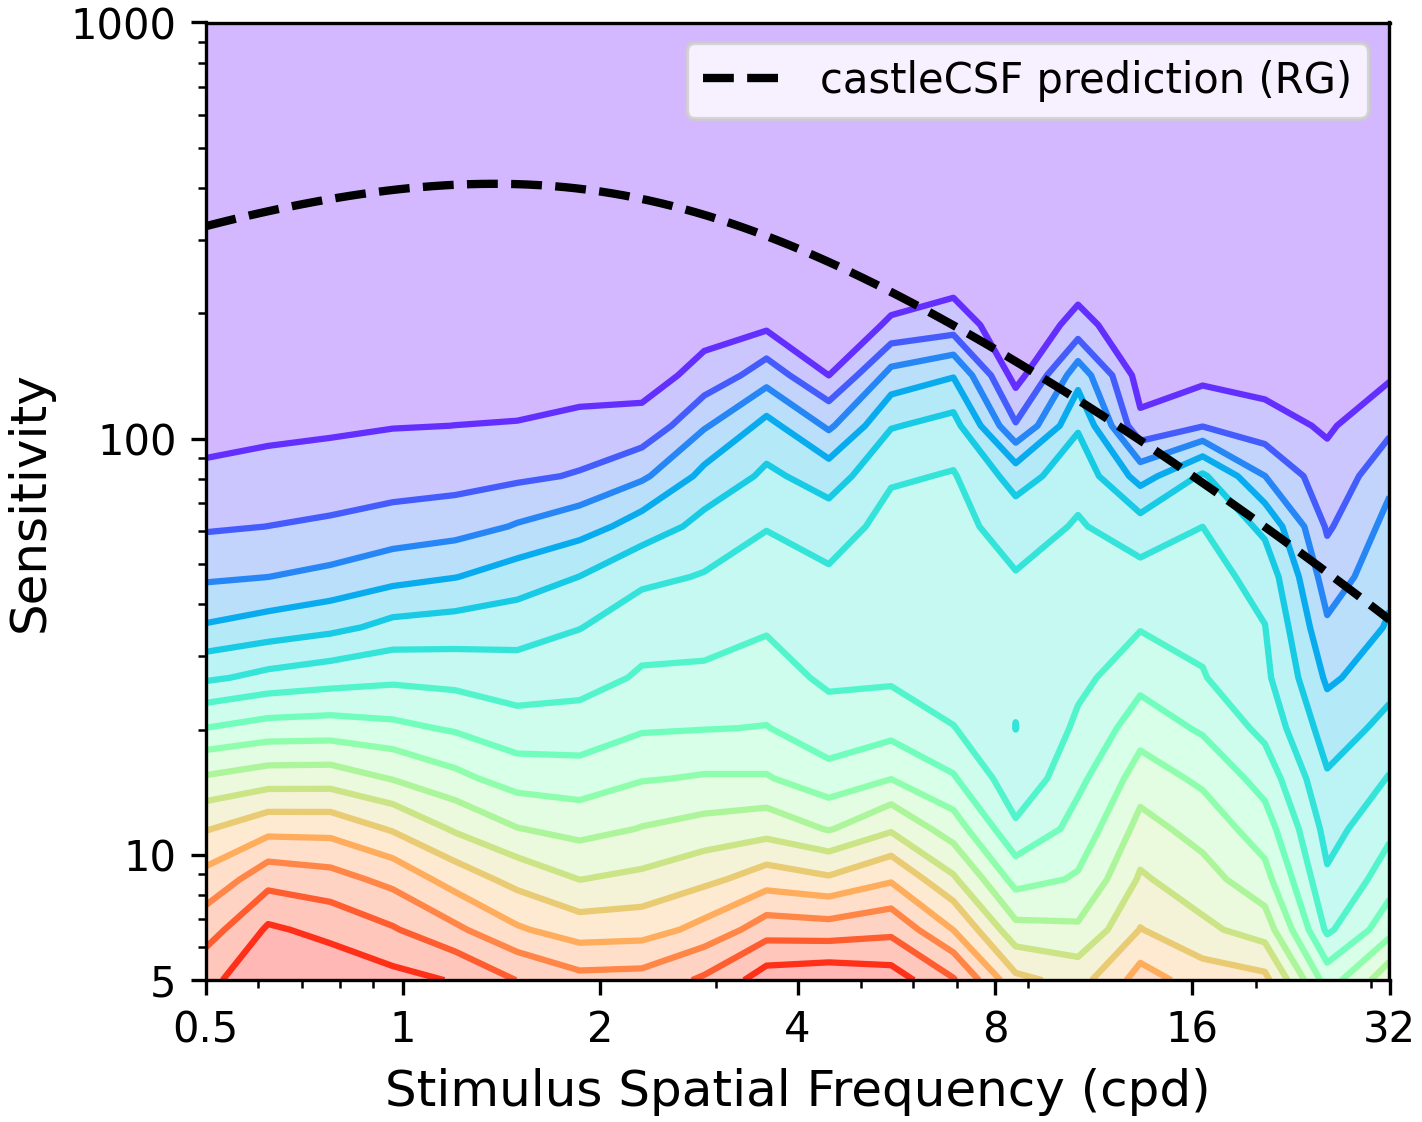 1000
castleCSF prediction (RG)
100
10
5
Sensitivity
0.5 1 2 4 8 16 32
Stimulus Spatial Frequency (cpd)